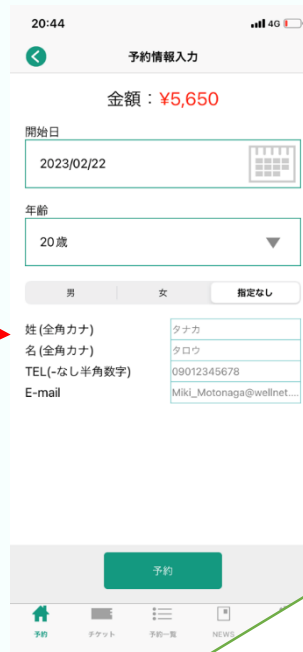 20:44
4G
予約情報入力
金額：¥5,650
開始日
2023/02/22
年齢
20歳
男 女 指定なし
姓(全角カナ) タナカ
名(全角カナ) タロウ
TEL(-なし半角数字) 09012345678
E-mail Miki_Motonaga@wellnet....
予約
予約 チケット 予約一覧 NEWS